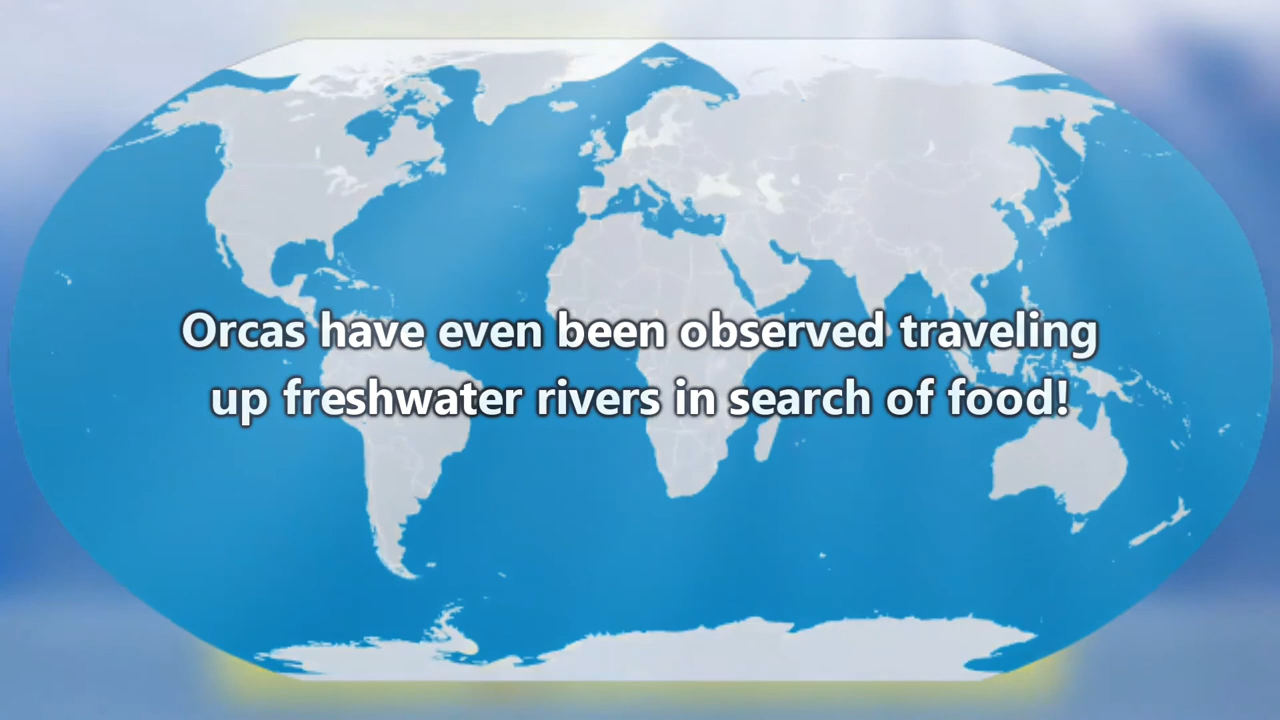 Orcas have even been observed traveling
up freshwater rivers in search of food!